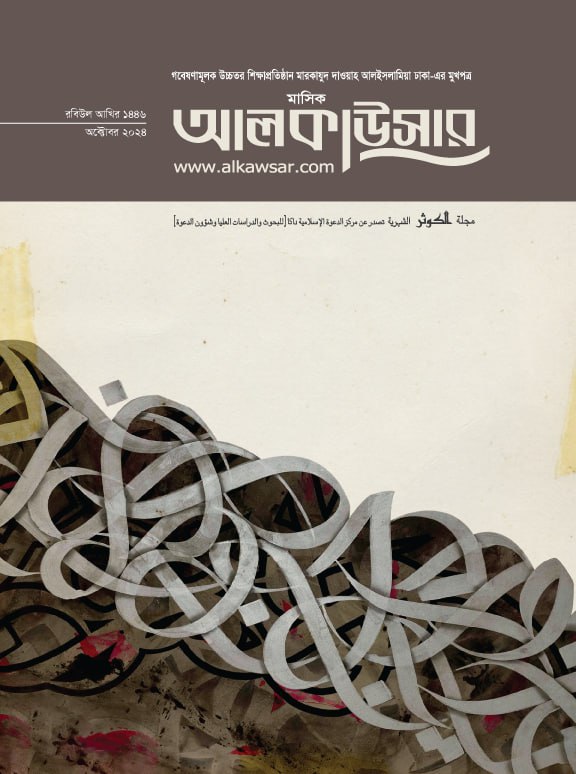 গবেষণামূলক উচ্চতর শিক্ষাপ্রতিষ্ঠান মারকাযুদ দাওয়াহ আলইসলামিয়া ঢাকা-এর মুখপত্র
মাসিক
রবিউল আখির ১৪৪৬
অক্টোবর ২০২৪
আলকাউসার
www.alkawsar.com
مجلة الكوثر الشهرية تصدر عن مركز الدعوة الإسلامية داكا [للبحوث والدراسات العليا وشؤون الدعوة]